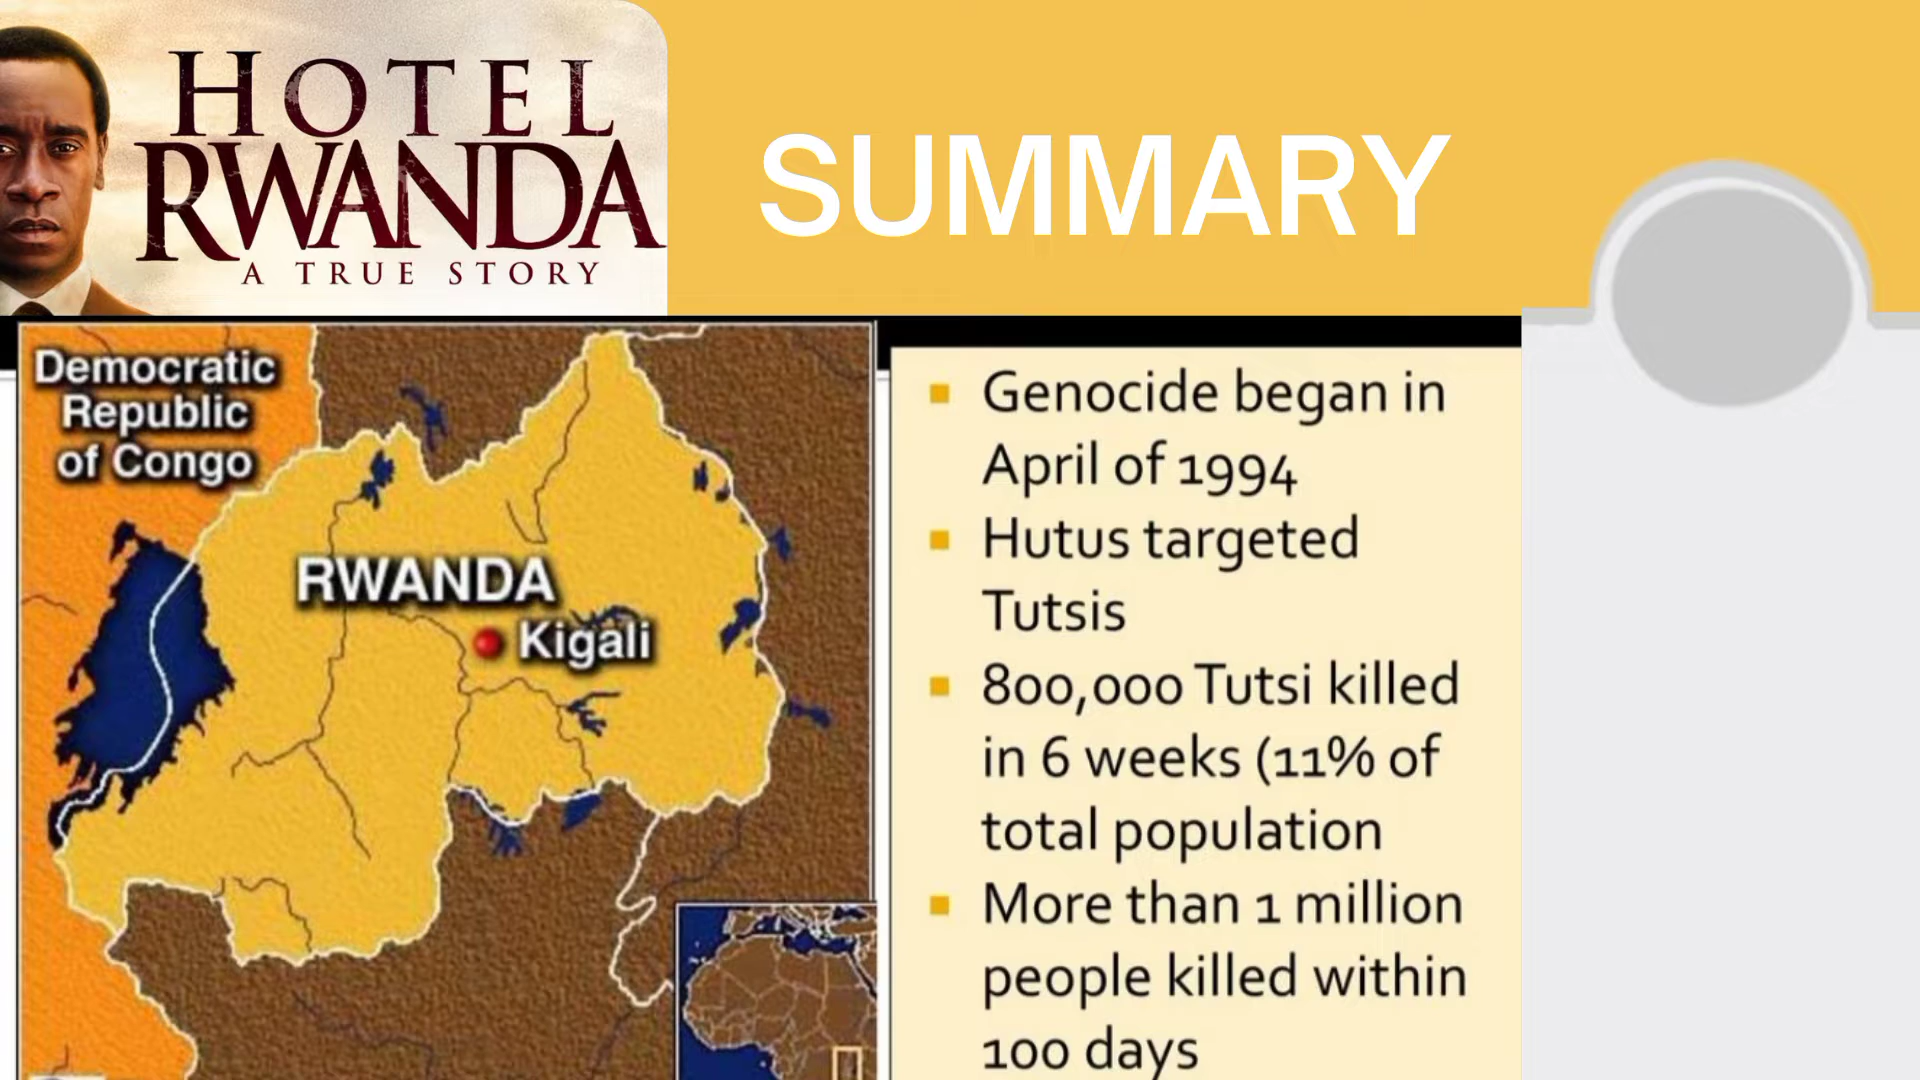 HOTEL
RWANDA
A TRUE STORY
SUMMARY
Democratic
Republic
of Congo
RWANDA
Kigali
Genocide began in
April of 1994
Hutus targeted
Tutsis
800,000 Tutsi killed
in 6 weeks (11% of
total population
More than 1 million
people killed within
100 days